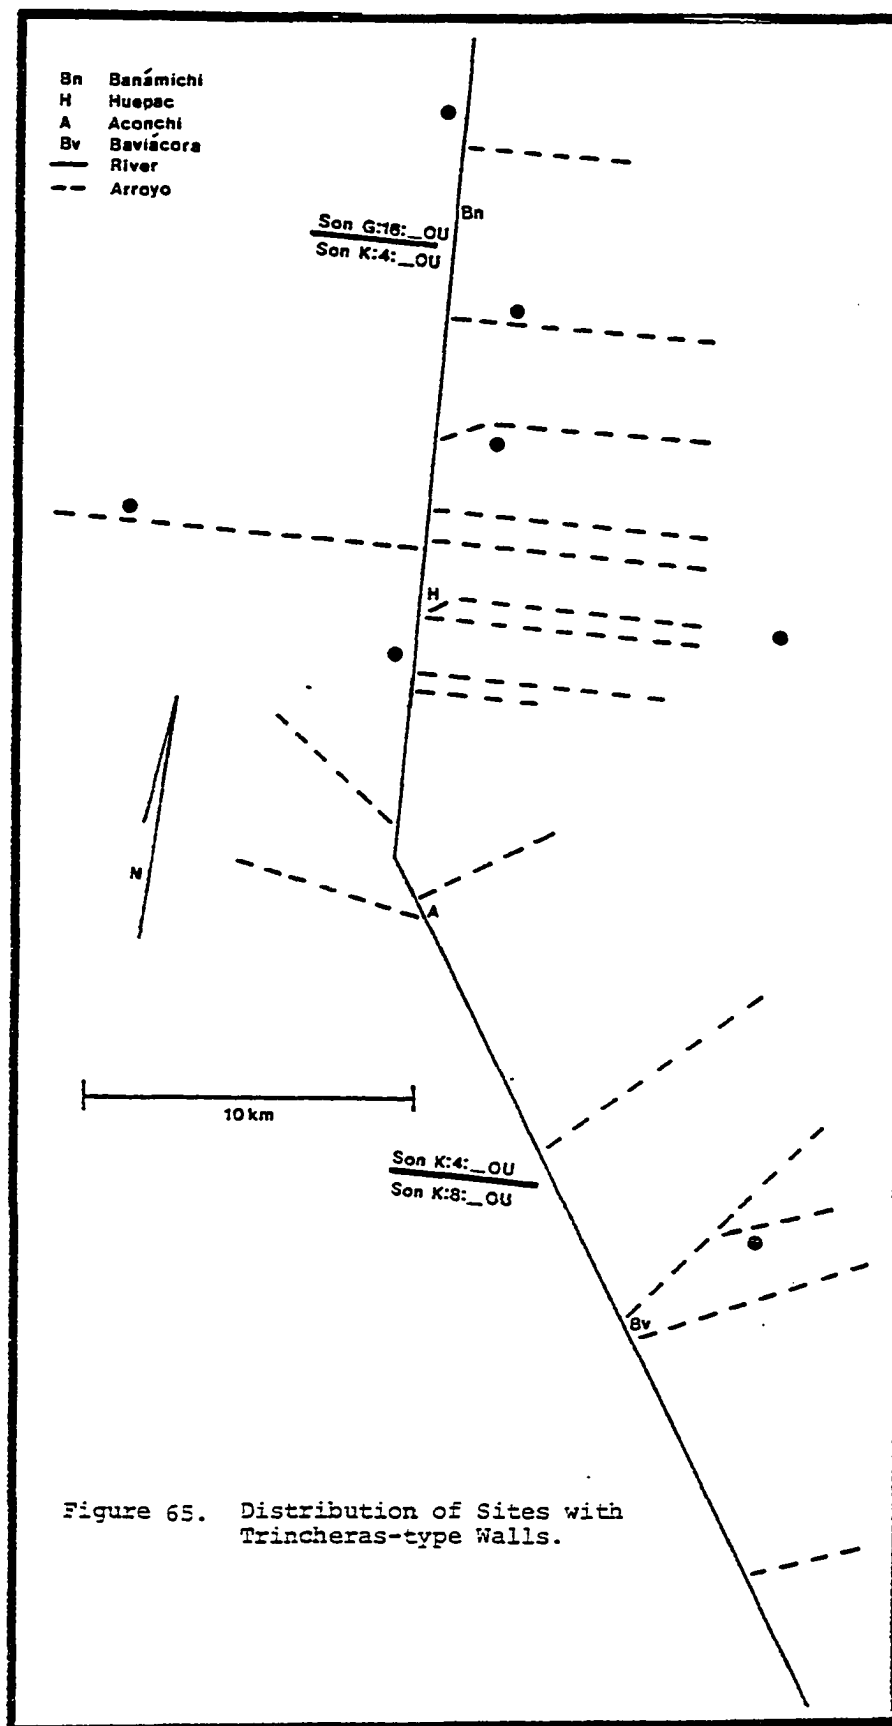 Bn Banámichi
H Huepac
A Aconchi
Bv Baviácora
River
Arroyo
Bn
Son G:16:_OU
Son K:4:_OU
H
N
A
10 km
Son K:4:_OU
Son K:8:_OU
Bv
Figure 65. Distribution of Sites with
Trincheras-type Walls.